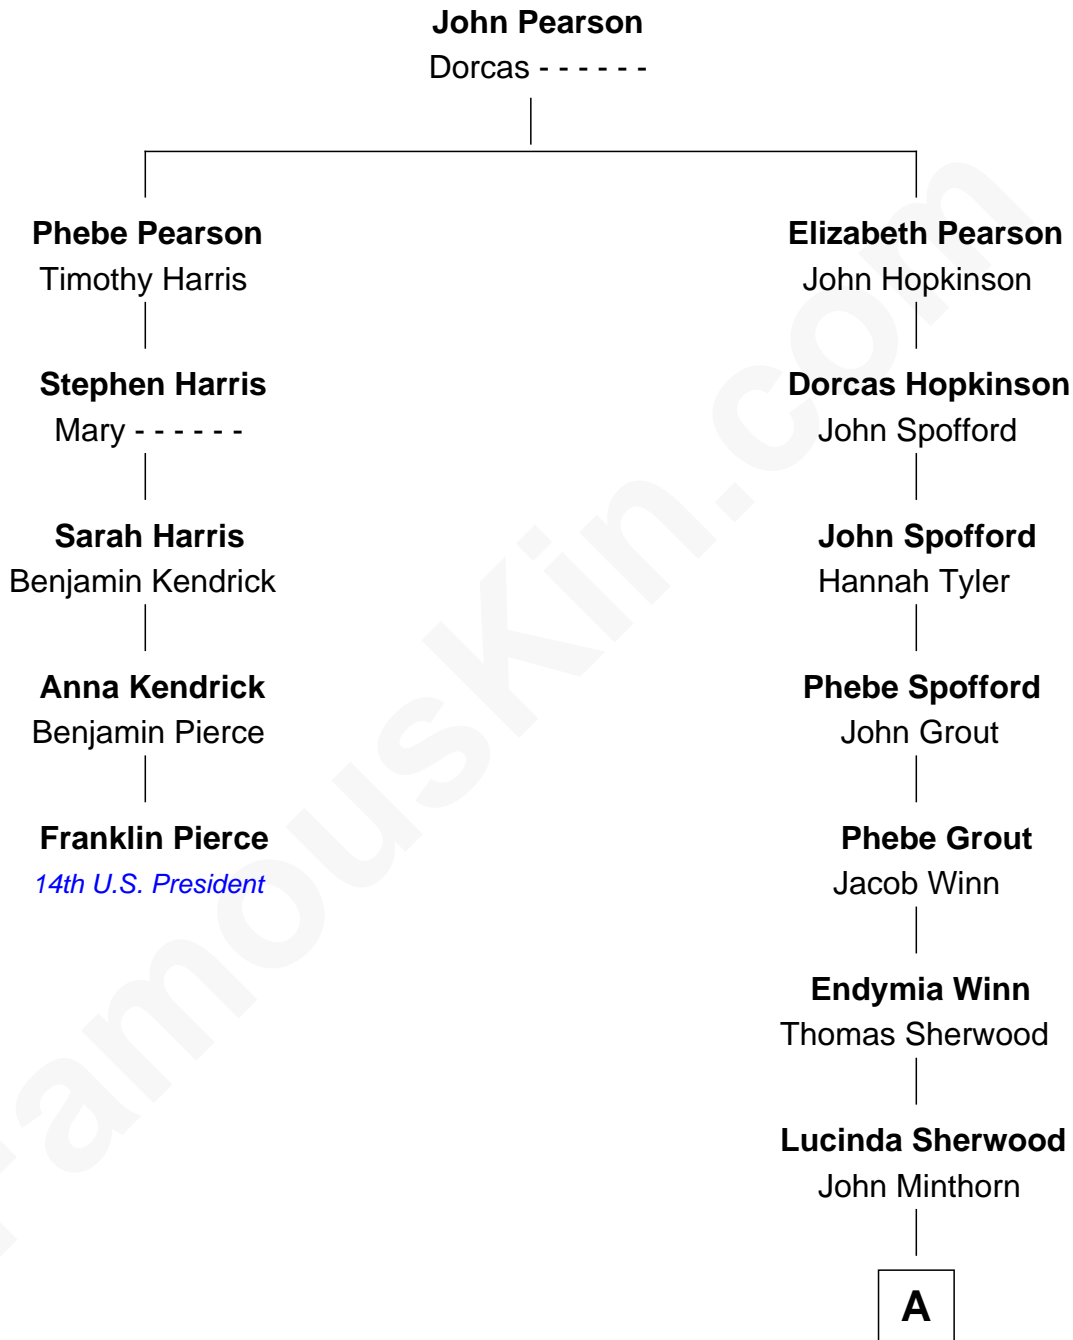 John Pearson
Dorcas - - - - - -
Phebe Pearson
Timothy Harris
Elizabeth Pearson
John Hopkinson
Stephen Harris
Mary - - - - - -
Dorcas Hopkinson
John Spofford
Sarah Harris
Benjamin Kendrick
John Spofford
Hannah Tyler
Anna Kendrick
Benjamin Pierce
Phebe Spofford
John Grout
Franklin Pierce
14th U.S. President
Phebe Grout
Jacob Winn
Endymia Winn
Thomas Sherwood
Lucinda Sherwood
John Minthorn
A
FamousKin.com